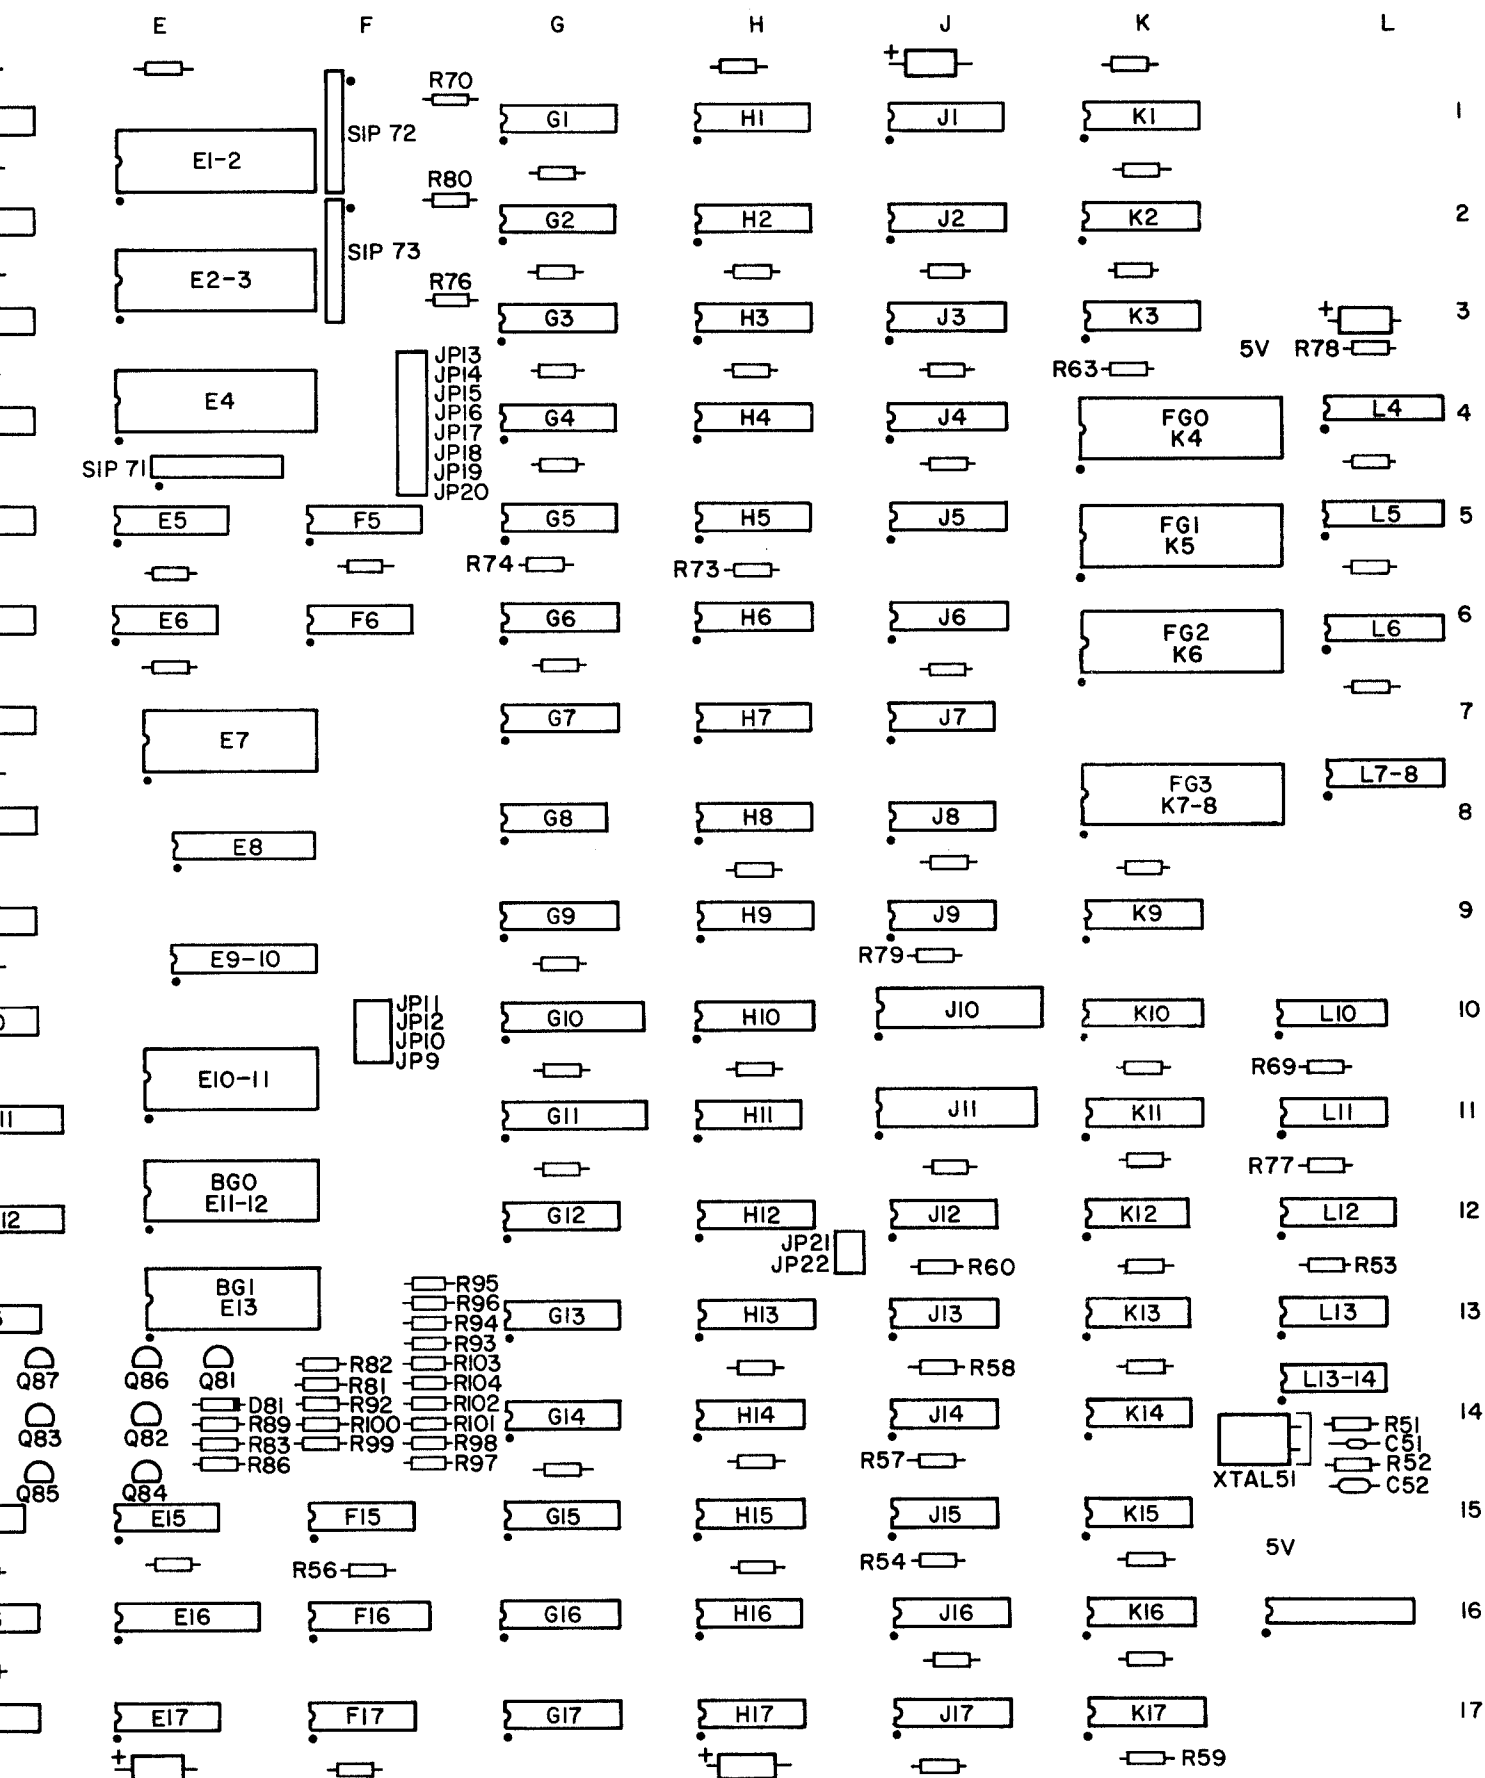 E F G H J K L
+
R70
G1 H1 J1 K1 1
SIP 72
E1-2
R80
G2 H2 J2 K2 2
SIP 73
E2-3
R76
G3 H3 J3 K3 + 3
5V R78
JP13
R63
JP14
JP15
E4
JP16
G4 H4 J4 FG0
K4
L4 4
JP17
JP18
SIP 71
JP19
JP20
E5 F5 G5 H5 J5 FG1
K5
L5 5
R74 R73
E6 F6 G6 H6 J6 FG2
K6
L6 6
E7 G7 H7 J7 7
FG3
K7-8
L7-8
G8 H8 J8 8
E8
G9 H9 J9 K9 9
E9-10 R79
JP11
JP12
JP10
JP9
G10 H10 J10 K10 L10 10
R69
E10-11
11 G11 H11 J11 K11 L11 11
R77
BG0
E11-12
12 G12 H12 J12 K12 L12 12
JP21
JP22
R60 R53
BG1
E13
R95
R96
R94
R93
G13 H13 J13 K13 L13 13
Q87 Q86 Q81 R82 R103 R58
R81 R104 L13-14
D81 R92 R102
R89 R100 R101
R83 R99 R98
R86 R97
Q83 Q82 G14 H14 J14 K14 14
R51
C51
R52
C52
XTAL51
R57
Q85 Q84
E15 F15 G15 H15 J15 K15 15
R56 R54 5V
E16 F16 G16 H16 J16 K16 16
+
E17 F17 G17 H17 J17 K17 17
+ + R59